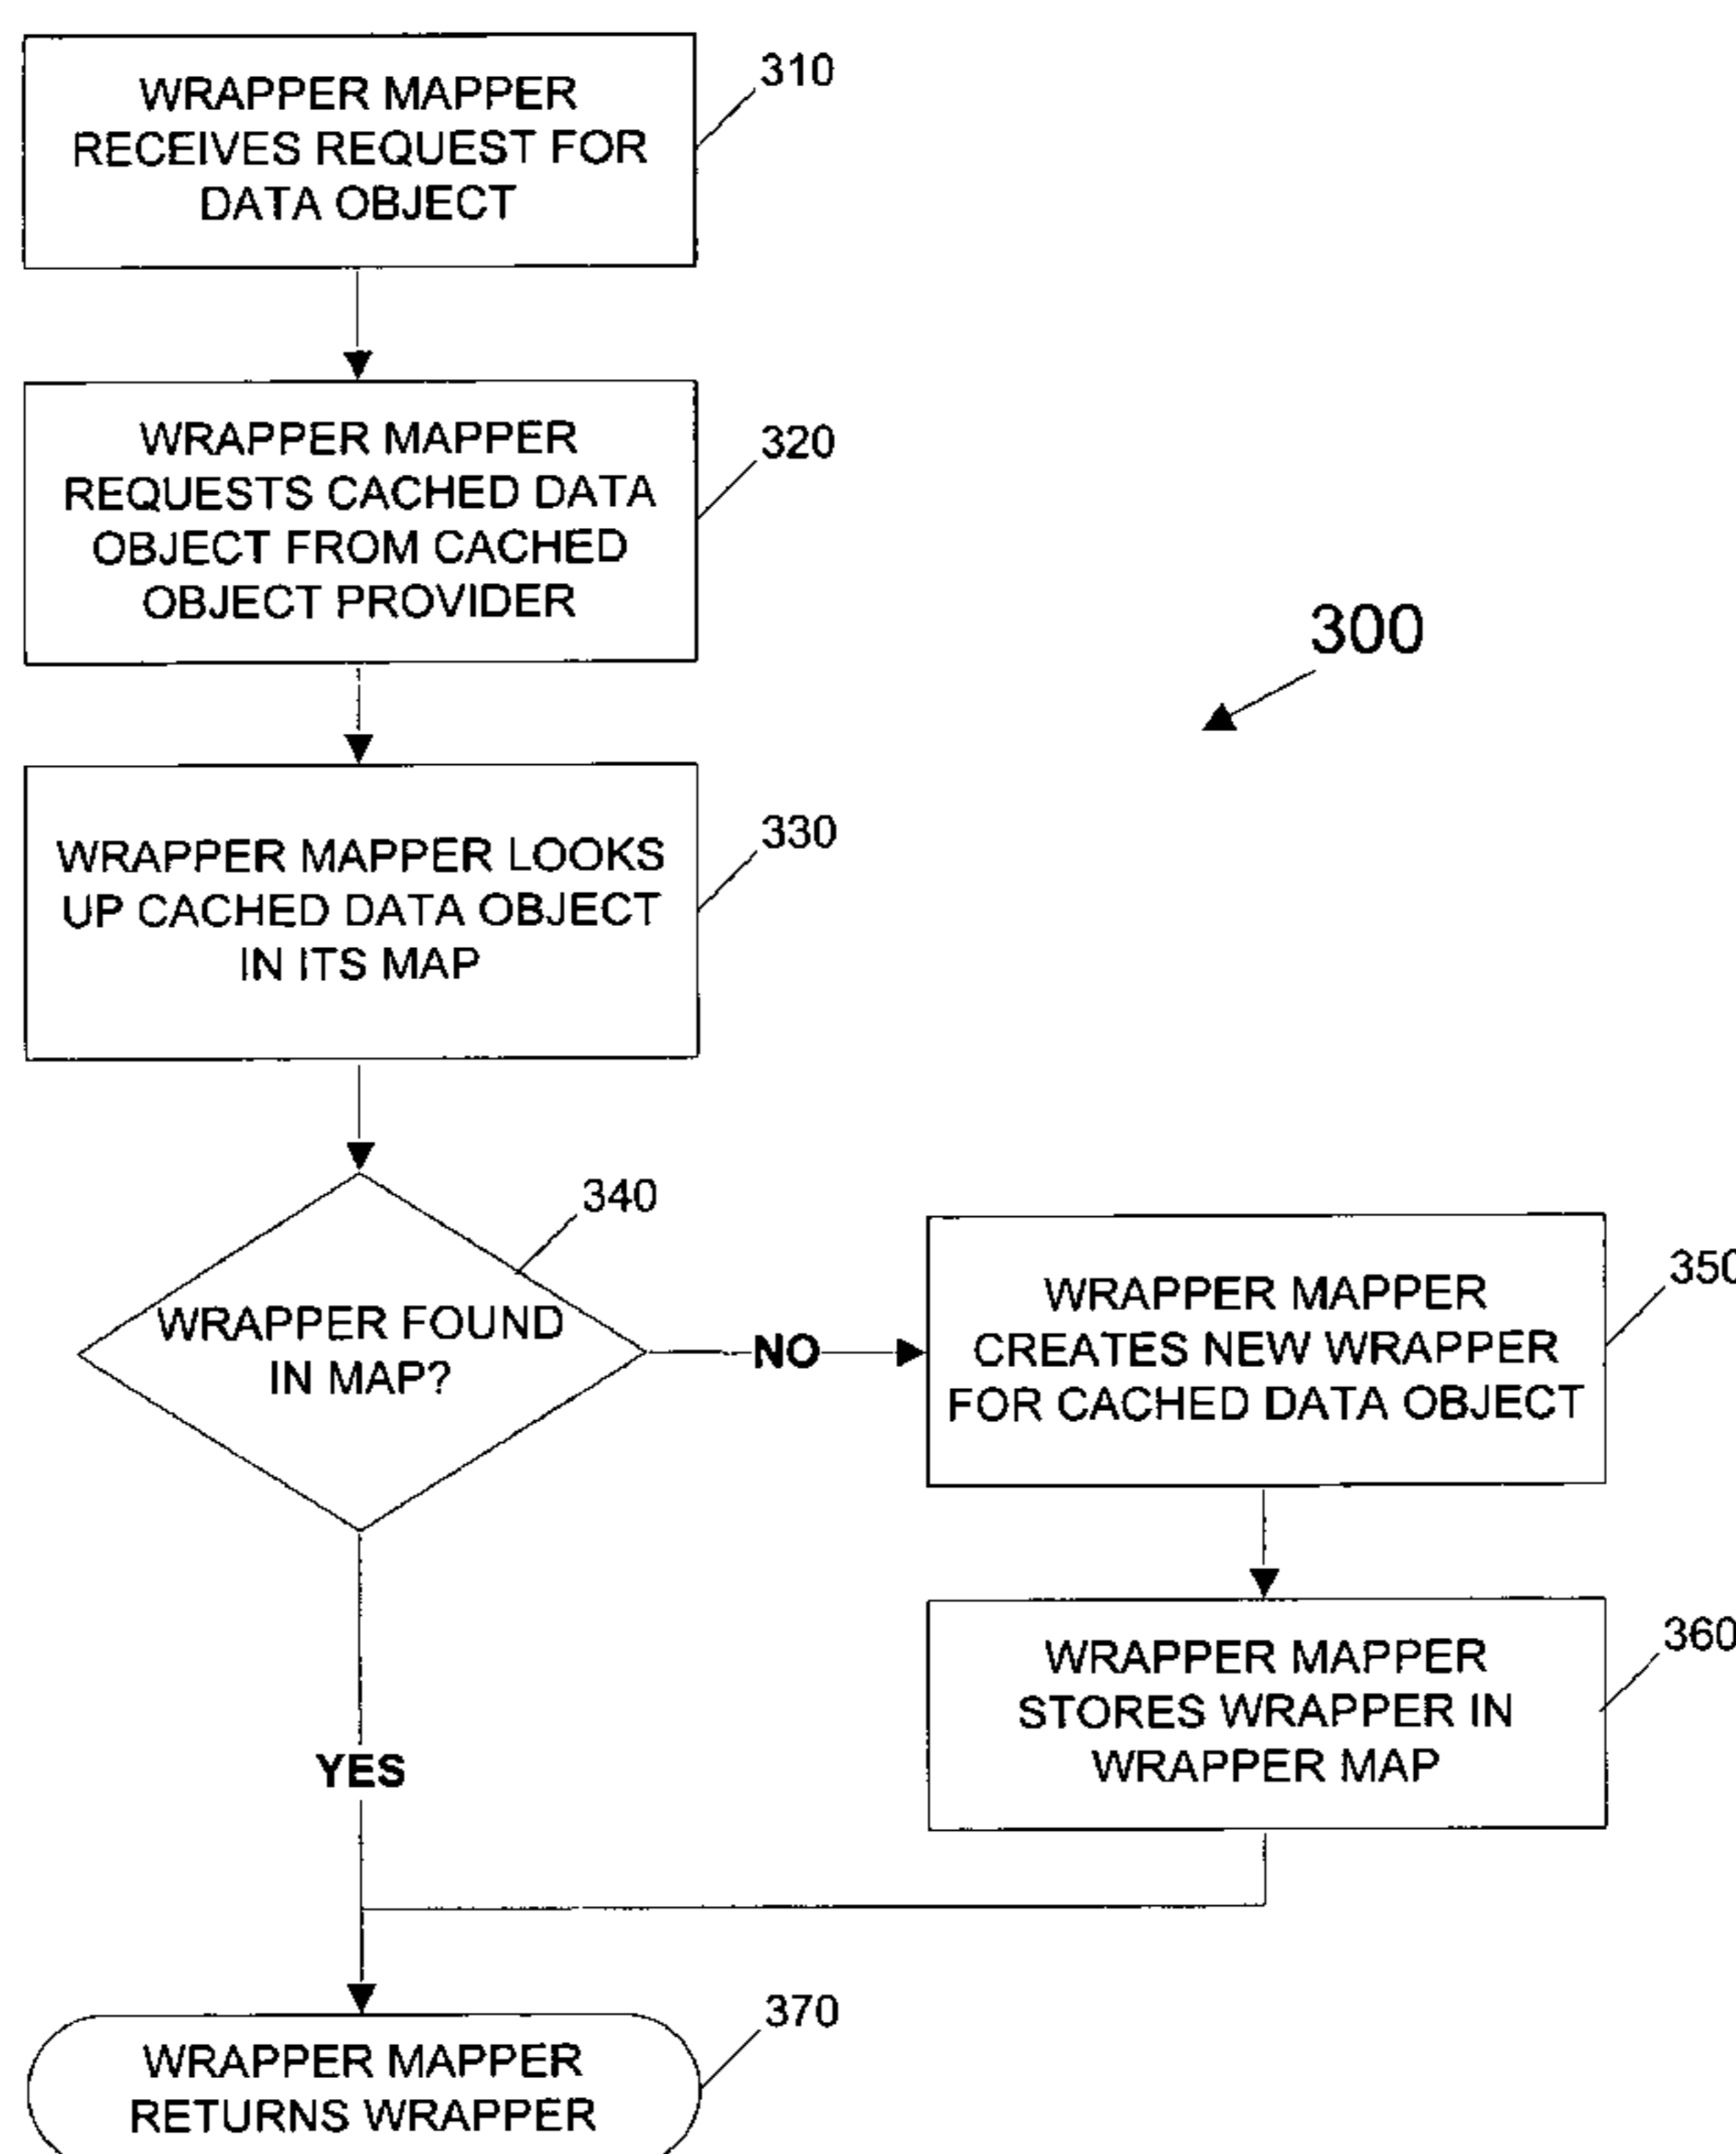 WRAPPER MAPPER
RECEIVES REQUEST FOR
DATA OBJECT
310
WRAPPER MAPPER
REQUESTS CACHED DATA
OBJECT FROM CACHED
OBJECT PROVIDER
320
300
WRAPPER MAPPER LOOKS
UP CACHED DATA OBJECT
IN ITS MAP
330
340
WRAPPER FOUND
IN MAP?
NO
WRAPPER MAPPER
CREATES NEW WRAPPER
FOR CACHED DATA OBJECT
350
WRAPPER MAPPER
STORES WRAPPER IN
WRAPPER MAP
360
YES
WRAPPER MAPPER
RETURNS WRAPPER
370